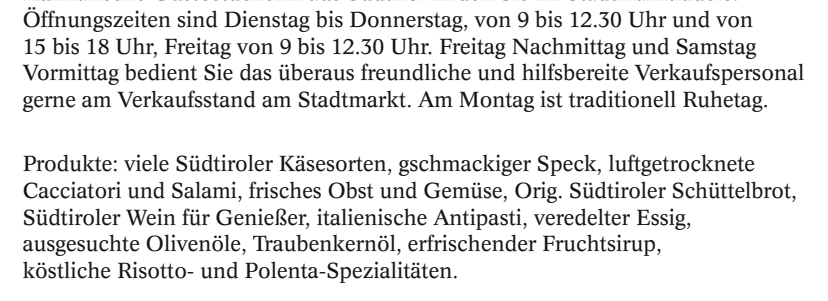 Öffnungszeiten sind Dienstag bis Donnerstag, von 9 bis 12.30 Uhr und von
15 bis 18 Uhr, Freitag von 9 bis 12.30 Uhr. Freitag Nachmittag und Samstag
Vormittag bedient Sie das überaus freundliche und hilfsbereite Verkaufspersonal
gerne am Verkaufsstand am Stadtmarkt. Am Montag ist traditionell Ruhetag.
Produkte: viele Südtiroler Käsesorten, gschmackiger Speck, luftgetrocknete
Cacciatori und Salami, frisches Obst und Gemüse, Orig. Südtiroler Schüttelbrot,
Südtiroler Wein für Genießer, italienische Antipasti, veredelter Essig,
ausgesuchte Olivenöle, Traubenkernöl, erfrischender Fruchtsirup,
köstliche Risotto- und Polenta-Spezialitäten.